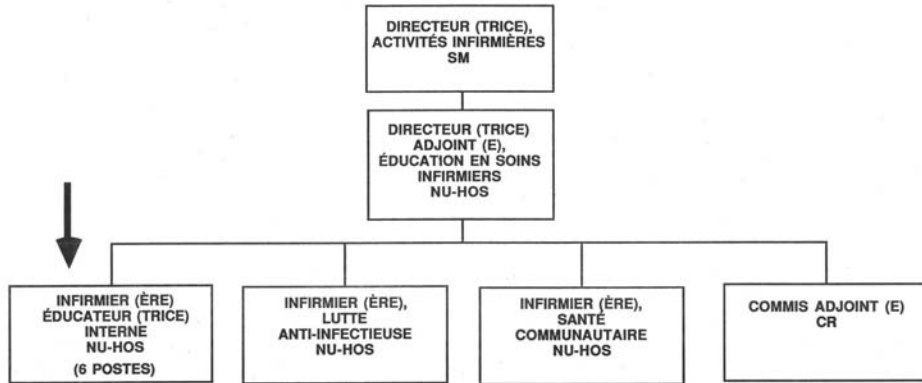 DIRECTEUR (TRICE),
ACTIVITÉS INFIRMIÈRES
SM
DIRECTEUR (TRICE)
ADJOINT (E),
ÉDUCATION EN SOINS
INFIRMIERS
NU-HOS
INFIRMIER (ÈRE)
ÉDUCATEUR (TRICE)
INTERNE
NU-HOS
(6 POSTES)
INFIRMIER (ÈRE),
LUTTE
ANTI-INFECTIEUSE
NU-HOS
INFIRMIER (ÈRE),
SANTÉ
COMMUNAUTAIRE
NU-HOS
COMMIS ADJOINT (E)
CR